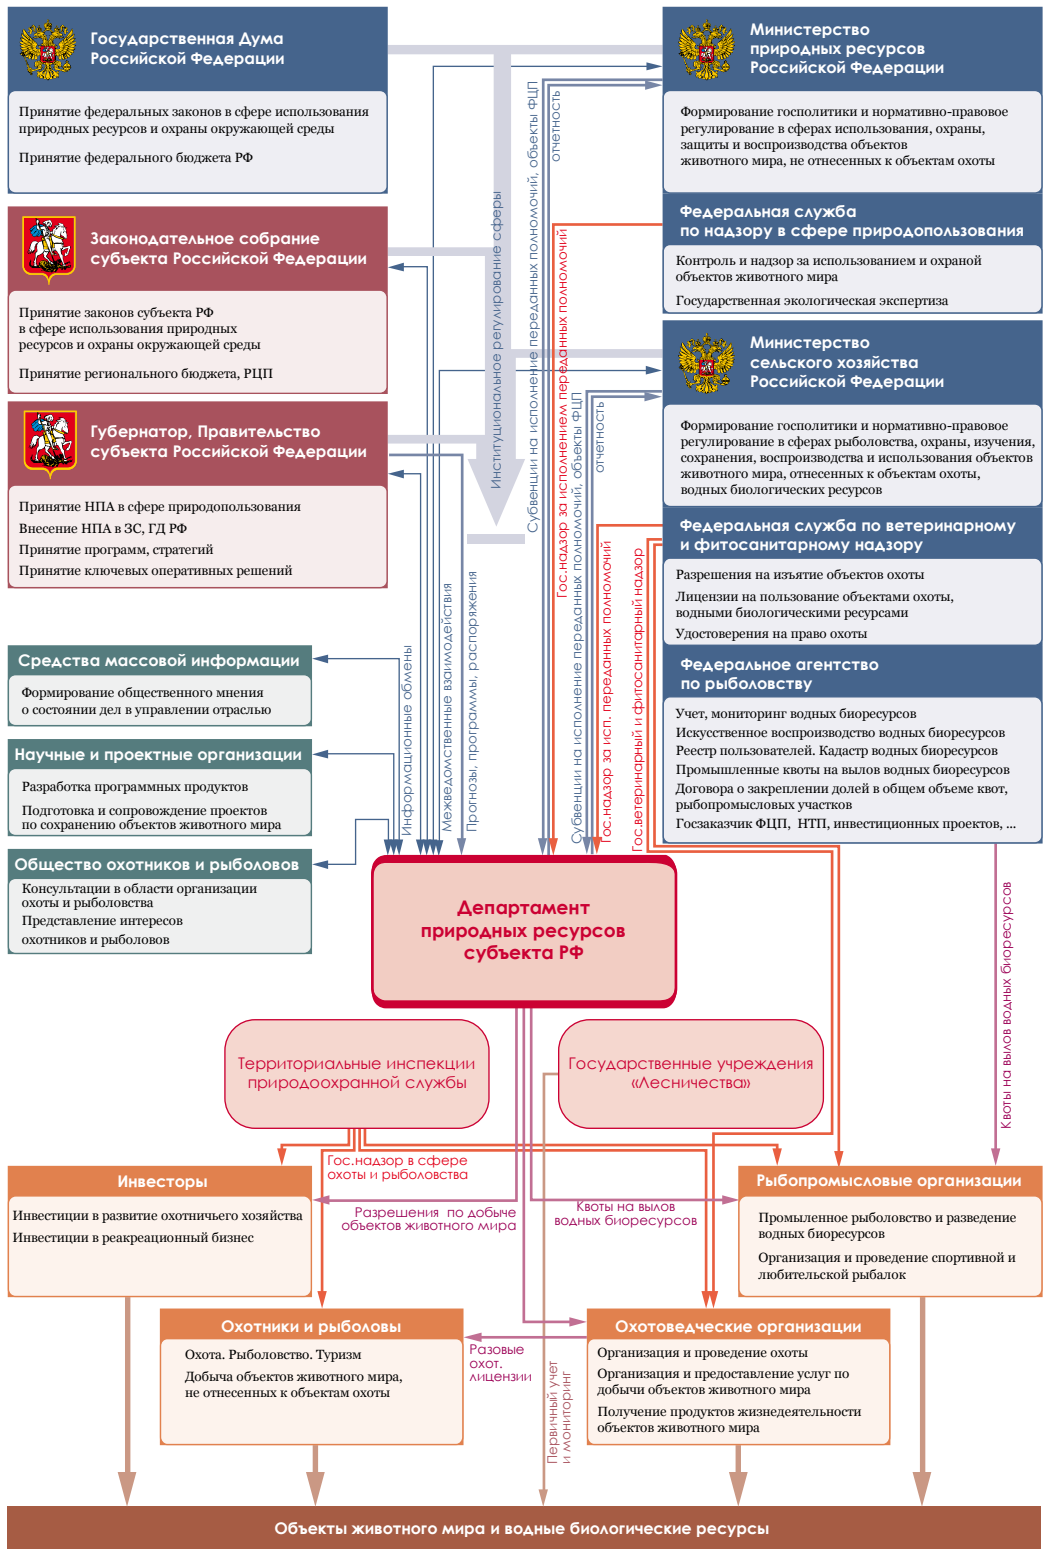 Государственная Дума
Российской Федерации
Принятие федеральных законов в сфере использования
природных ресурсов и охраны окружающей среды
Принятие федерального бюджета РФ
Законодательное собрание
субъекта Российской Федерации
Принятие законов субъекта РФ
в сфере использования природных
ресурсов и охраны окружающей среды
Принятие регионального бюджета, РЦП
Губернатор, Правительство
субъекта Российской Федерации
Принятие НПА в сфере природопользования
Внесение НПА в ЗС, ГД РФ
Принятие программ, стратегий
Принятие ключевых оперативных решений
Средства массовой информации
Формирование общественного мнения
о состоянии дел в управлении отраслью
Научные и проектные организации
Разработка программных продуктов
Подготовка и сопровождение проектов
по сохранению объектов животного мира
Общество охотников и рыболовов
Консультации в области организации
охоты и рыболовства
Представление интересов
охотников и рыболовов
Министерство
природных ресурсов
Российской Федерации
Формирование госполитики и нормативно-правовое
регулирование в сферах использования, охраны,
защиты и воспроизводства объектов
животного мира, не отнесенных к объектам охоты
Федеральная служба
по надзору в сфере природопользования
Контроль и надзор за использованием и охраной
объектов животного мира
Государственная экологическая экспертиза
Министерство
сельского хозяйства
Российской Федерации
Формирование госполитики и нормативно-правовое
регулирование в сферах рыболовства, охраны, изучения,
сохранения, воспроизводства и использования объектов
животного мира, отнесенных к объектам охоты,
водных биологических ресурсов
Федеральная служба по ветеринарному
и фитосанитарному надзору
Разрешения на изъятие объектов охоты
Лицензии на пользование объектами охоты,
водными биологическими ресурсами
Удостоверения на право охоты
Федеральное агентство
по рыболовству
Учет, мониторинг водных биоресурсов
Искусственное воспроизводство водных биоресурсов
Реестр пользователей. Кадастр водных биоресурсов
Промышленные квоты на вылов водных биоресурсов
Договора о закреплении долей в общем объеме квот,
рыбопромысловых участков
Госзаказчик ФЦП, НТП, инвестиционных проектов, ...
Информационные обмены
Межведомственные взаимодействия
Прогнозы, программы, распоряжения
Институциональное регулирование сферы
Субвенции на исполнение переданных полномочий, объекты ФЦП
отчетность
Гос.надзор за исполнением переданных полномочий
Субвенции на исполнение переданных полномочий, объекты ФЦП
отчетность
Гос.надзор за исп. переданных полномочий
Гос.ветеринарный и фитосанитарный надзор
Квоты на вылов водных биоресурсов
Департамент
природных ресурсов
субъекта РФ
Территориальные инспекции
природоохранной службы
Государственные учреждения
«Лесничества»
Гос.надзор в сфере
охоты и рыболовства
Разрешения по добыче
объектов животного мира
Квоты на вылов
водных биоресурсов
Инвесторы
Инвестиции в развитие охотничьего хозяйства
Инвестиции в реакреационный бизнес
Рыбопромысловые организации
Промыленное рыболовство и разведение
водных биоресурсов
Организация и проведение спортивной и
любительской рыбалок
Охотники и рыболовы
Охота. Рыболовство. Туризм
Добыча объектов животного мира,
не отнесенных к объектам охоты
Разовые
охот.
лицензии
Первичный учет
и мониторинг
Охотоведческие организации
Организация и проведение охоты
Организация и предоставление услуг по
добычи объектов животного мира
Получение продуктов жизнедеятельности
объектов животного мира
Объекты животного мира и водные биологические ресурсы